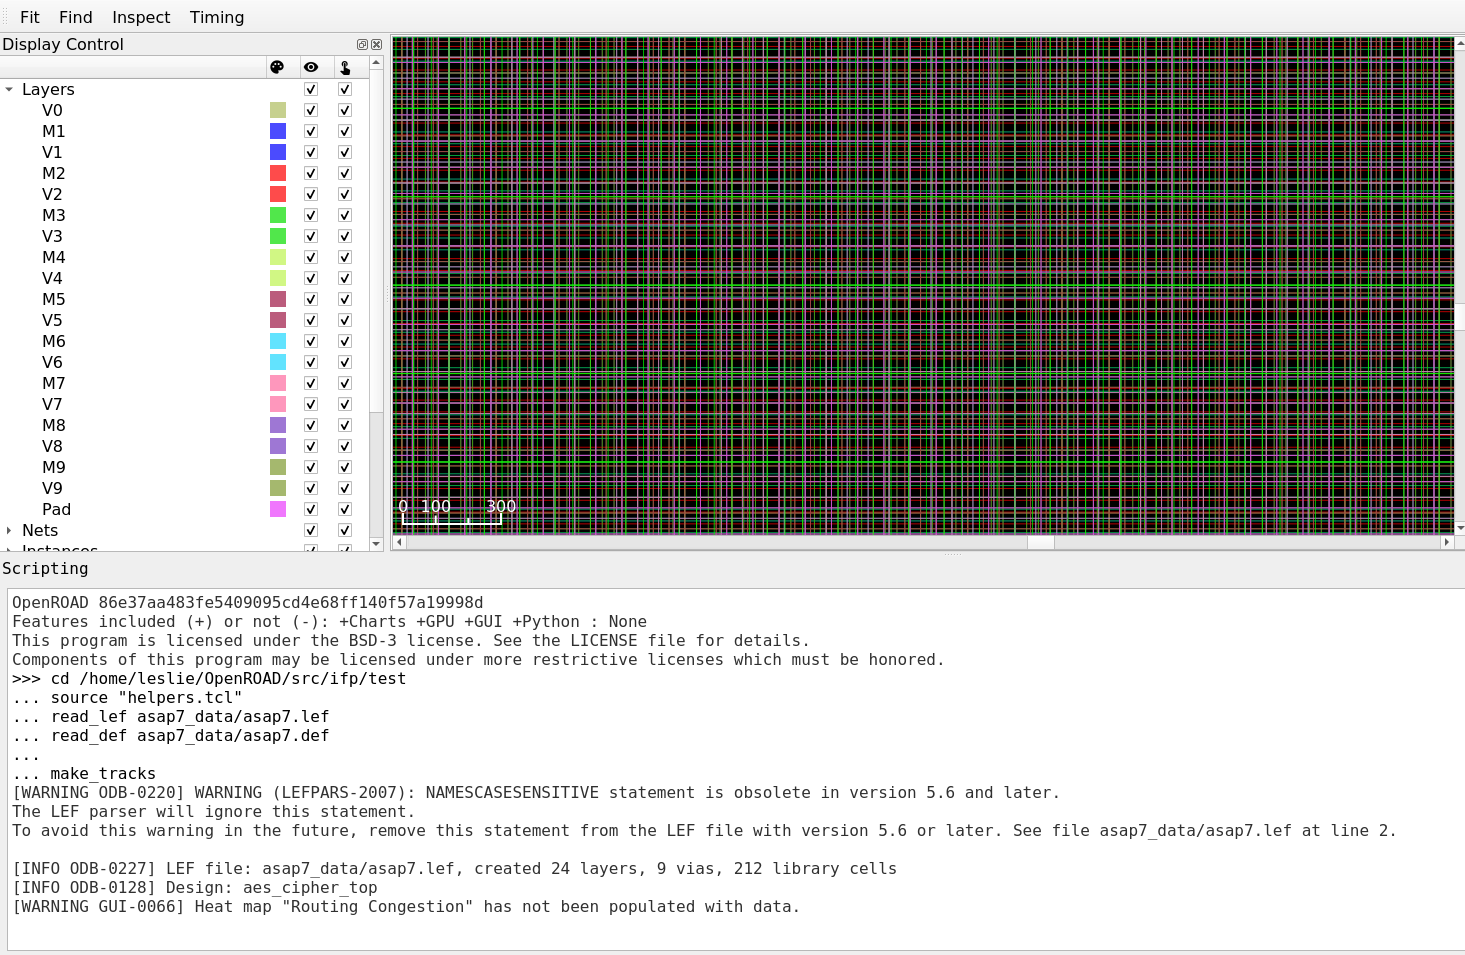 Fit Find Inspect Timing
Display Control
Layers
V0
M1
V1
M2
V2
M3
V3
M4
V4
M5
V5
M6
V6
M7
V7
M8
V8
M9
V9
Pad
Nets
Instances
0 100 300
Scripting
OpenROAD 86e37aa483fe5409095cd4e68ff140f57a19998d
Features included (+) or not (-): +Charts +GPU +GUI +Python : None
This program is licensed under the BSD-3 license. See the LICENSE file for details.
Components of this program may be licensed under more restrictive licenses which must be honored.
>>> cd /home/leslie/OpenROAD/src/ifp/test
... source "helpers.tcl"
... read_lef asap7_data/asap7.lef
... read_def asap7_data/asap7.def
...
... make_tracks
[WARNING ODB-0220] WARNING (LEFPARS-2007): NAMESCASESENSITIVE statement is obsolete in version 5.6 and later.
The LEF parser will ignore this statement.
To avoid this warning in the future, remove this statement from the LEF file with version 5.6 or later. See file asap7_data/asap7.lef at line 2.
[INFO ODB-0227] LEF file: asap7_data/asap7.lef, created 24 layers, 9 vias, 212 library cells
[INFO ODB-0128] Design: aes_cipher_top
[WARNING GUI-0066] Heat map "Routing Congestion" has not been populated with data.